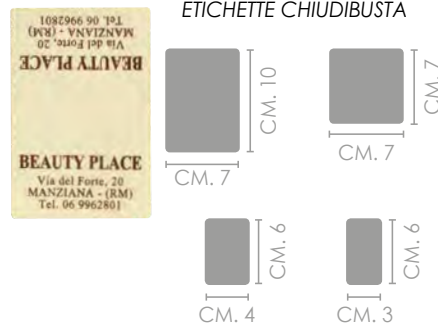 ETICHETTE CHIUDIBUSTA
Tel. 06 9962801
MANZIANA - (RM)
Via del Forte, 20
BEAUTY PLACE
BEAUTY PLACE
Via del Forte, 20
MANZIANA - (RM)
Tel. 06 9962801
CM. 10
CM. 7
CM. 7
CM. 7
CM. 6
CM. 4
CM. 6
CM. 3